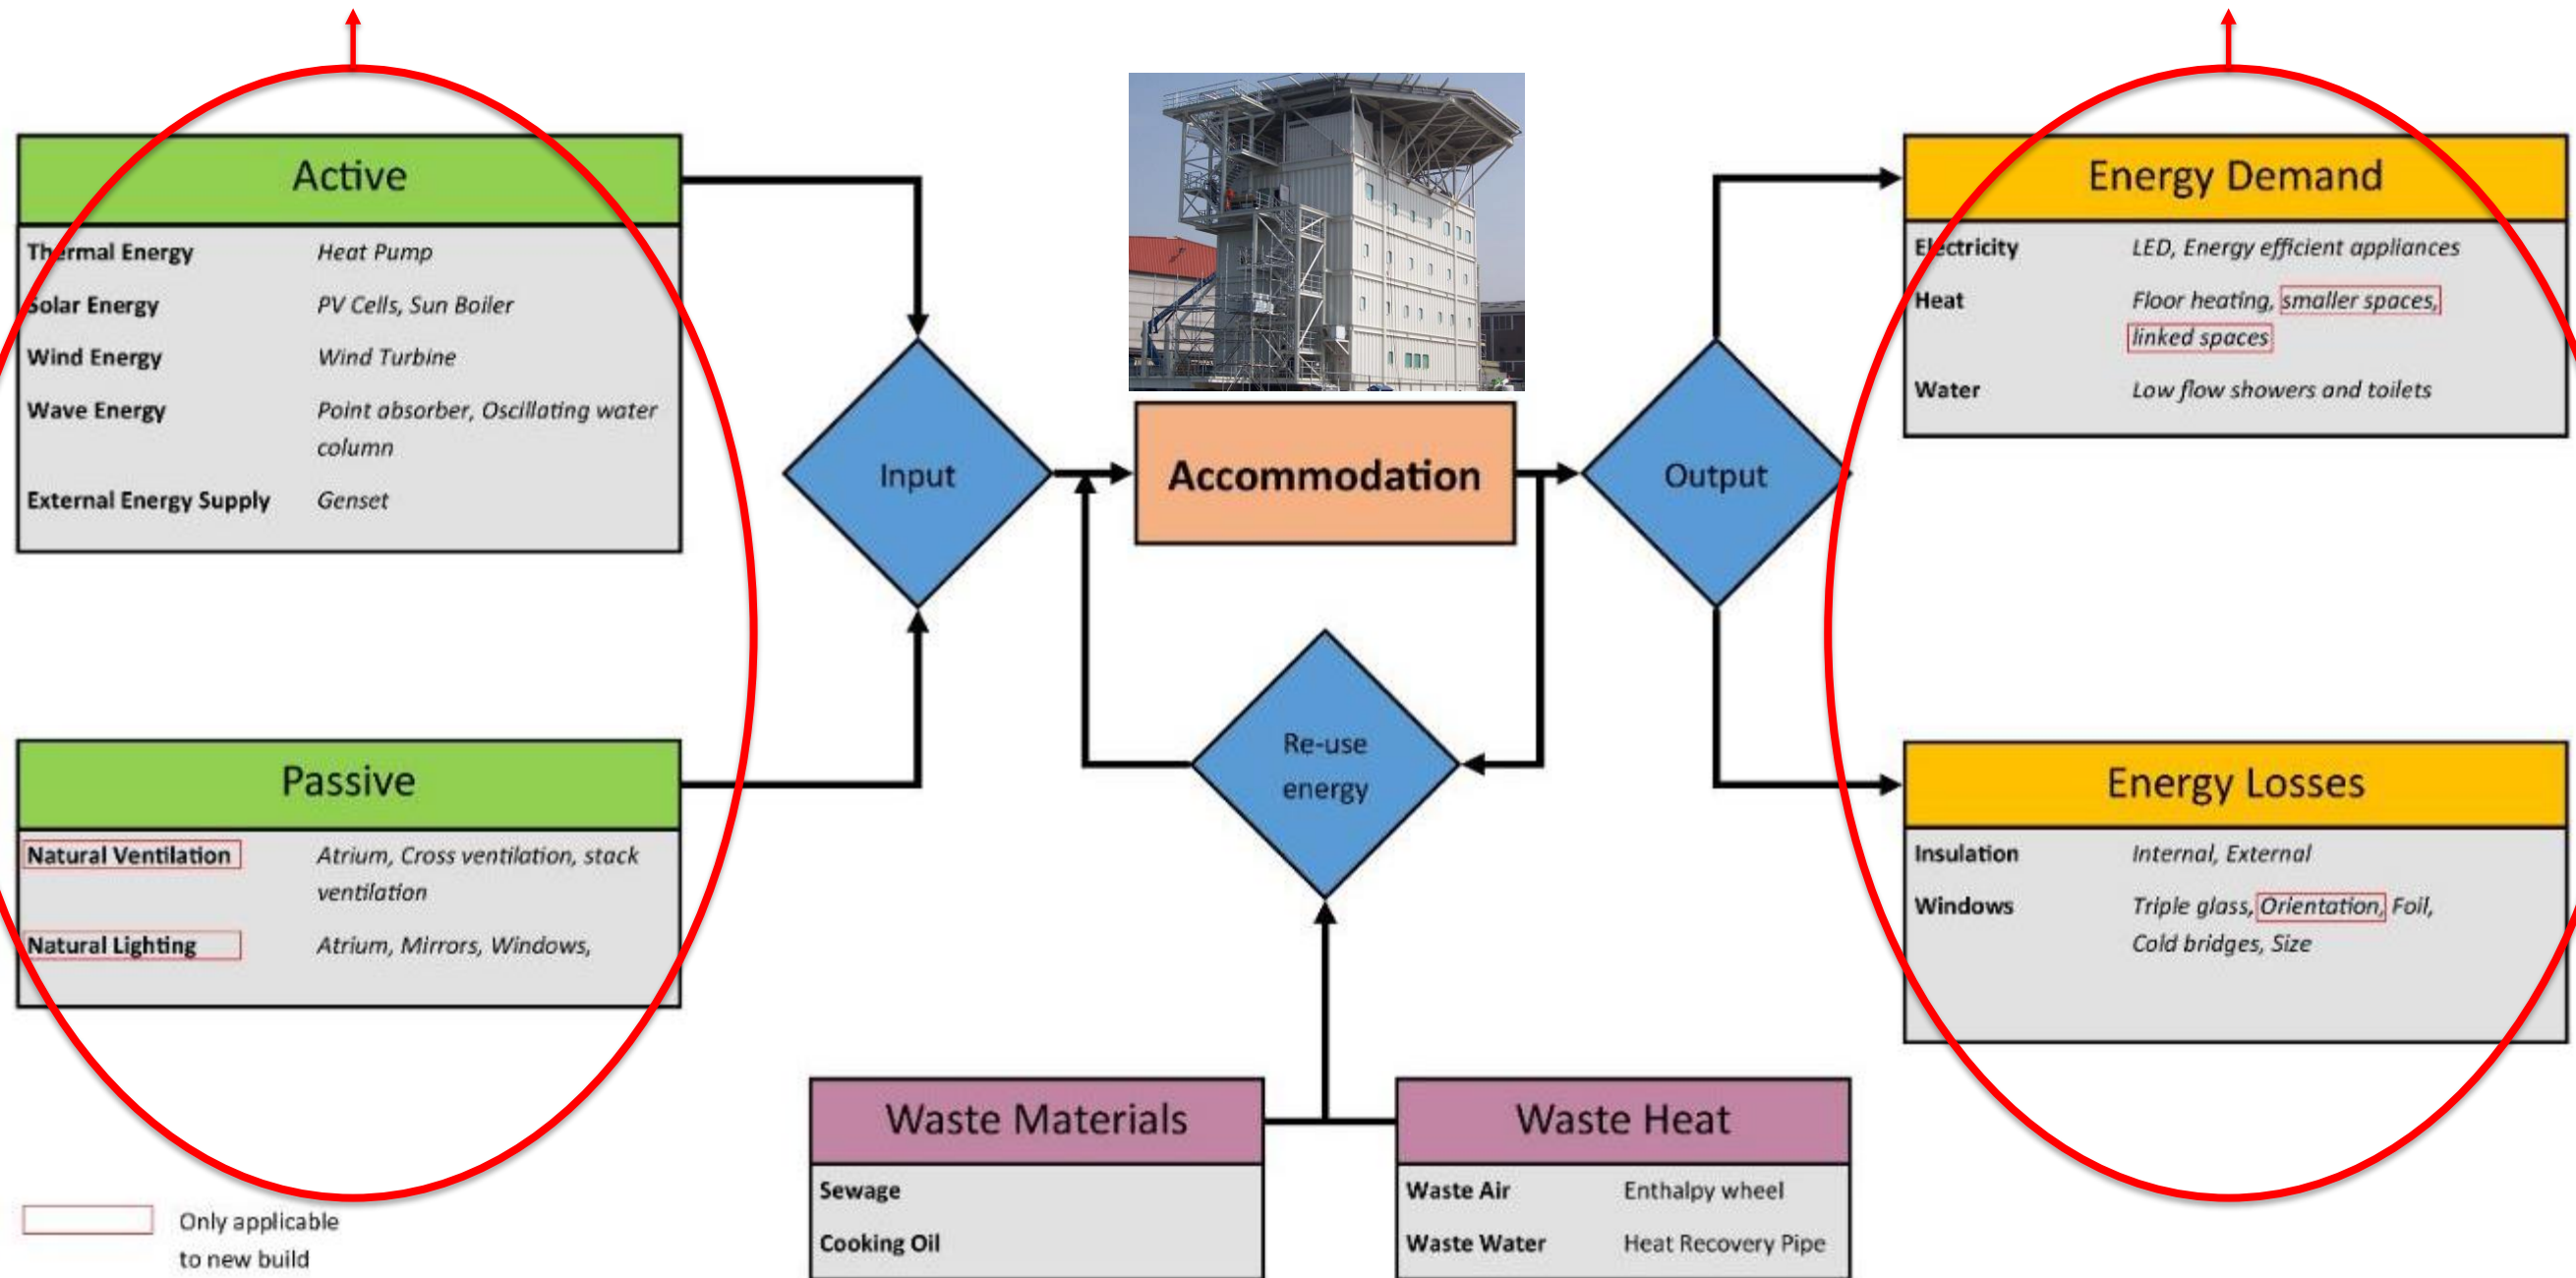 Active
Thermal Energy Heat Pump
Solar Energy PV Cells, Sun Boiler
Wind Energy Wind Turbine
Wave Energy Point absorber, Oscillating water
column
External Energy Supply Genset
Passive
Natural Ventilation Atrium, Cross ventilation, stack
ventilation
Natural Lighting Atrium, Mirrors, Windows,
Only applicable
to new build
Input
Accommodation
Re-use
energy
Waste Materials
Sewage
Cooking Oil
Waste Heat
Waste Air Enthalpy wheel
Waste Water Heat Recovery Pipe
Output
Energy Demand
Electricity LED, Energy efficient appliances
Heat Floor heating, smaller spaces,
linked spaces
Water Low flow showers and toilets
Energy Losses
Insulation Internal, External
Windows Triple glass, Orientation, Foil,
Cold bridges, Size